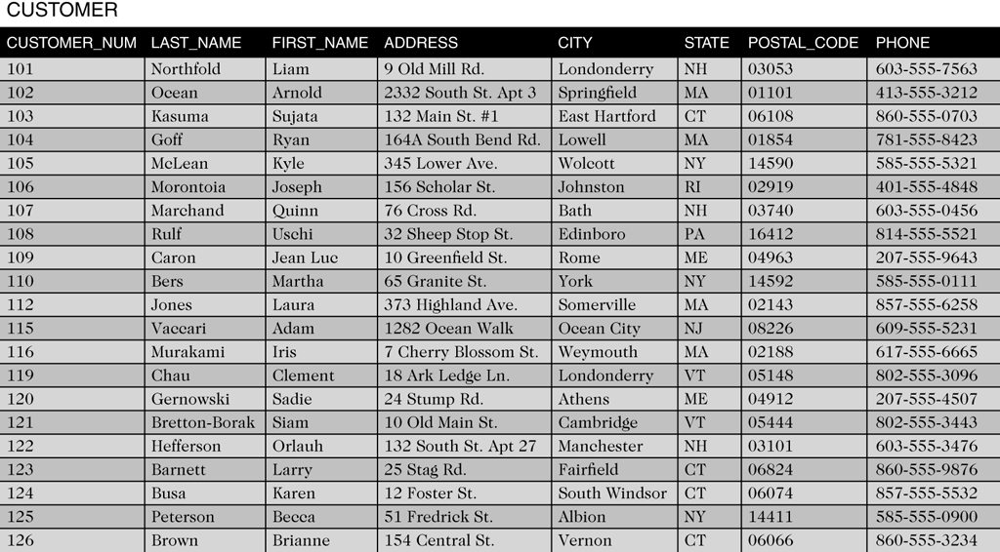 CUSTOMER
CUSTOMER_NUM LAST_NAME FIRST_NAME ADDRESS CITY STATE POSTAL_CODE PHONE
101 Northfold Liam 9 Old Mill Rd. Londonderry NH 03053 603-555-7563
102 Ocean Arnold 2332 South St. Apt 3 Springfield MA 01101 413-555-3212
103 Kasuma Sujata 132 Main St. #1 East Hartford CT 06108 860-555-0703
104 Goff Ryan 164A South Bend Rd. Lowell MA 01854 781-555-8423
105 McLean Kyle 345 Lower Ave. Wolcott NY 14590 585-555-5321
106 Morontoia Joseph 156 Scholar St. Johnston RI 02919 401-555-4848
107 Marchand Quinn 76 Cross Rd. Bath NH 03740 603-555-0456
108 Rulf Uschi 32 Sheep Stop St. Edinboro PA 16412 814-555-5521
109 Caron Jean Luc 10 Greenfield St. Rome ME 04963 207-555-9643
110 Bers Martha 65 Granite St. York NY 14592 585-555-0111
112 Jones Laura 373 Highland Ave. Somerville MA 02143 857-555-6258
115 Vaccari Adam 1282 Ocean Walk Ocean City NJ 08226 609-555-5231
116 Murakami Iris 7 Cherry Blossom St. Weymouth MA 02188 617-555-6665
119 Chau Clement 18 Ark Ledge Ln. Londonderry VT 05148 802-555-3096
120 Gernowski Sadie 24 Stump Rd. Athens ME 04912 207-555-4507
121 Bretton-Borak Siam 10 Old Main St. Cambridge VT 05444 802-555-3443
122 Hefferson Orlauh 132 South St. Apt 27 Manchester NH 03101 603-555-3476
123 Barnett Larry 25 Stag Rd. Fairfield CT 06824 860-555-9876
124 Busa Karen 12 Foster St. South Windsor CT 06074 857-555-5532
125 Peterson Becca 51 Fredrick St. Albion NY 14411 585-555-0900
126 Brown Brianne 154 Central St. Vernon CT 06066 860-555-3234